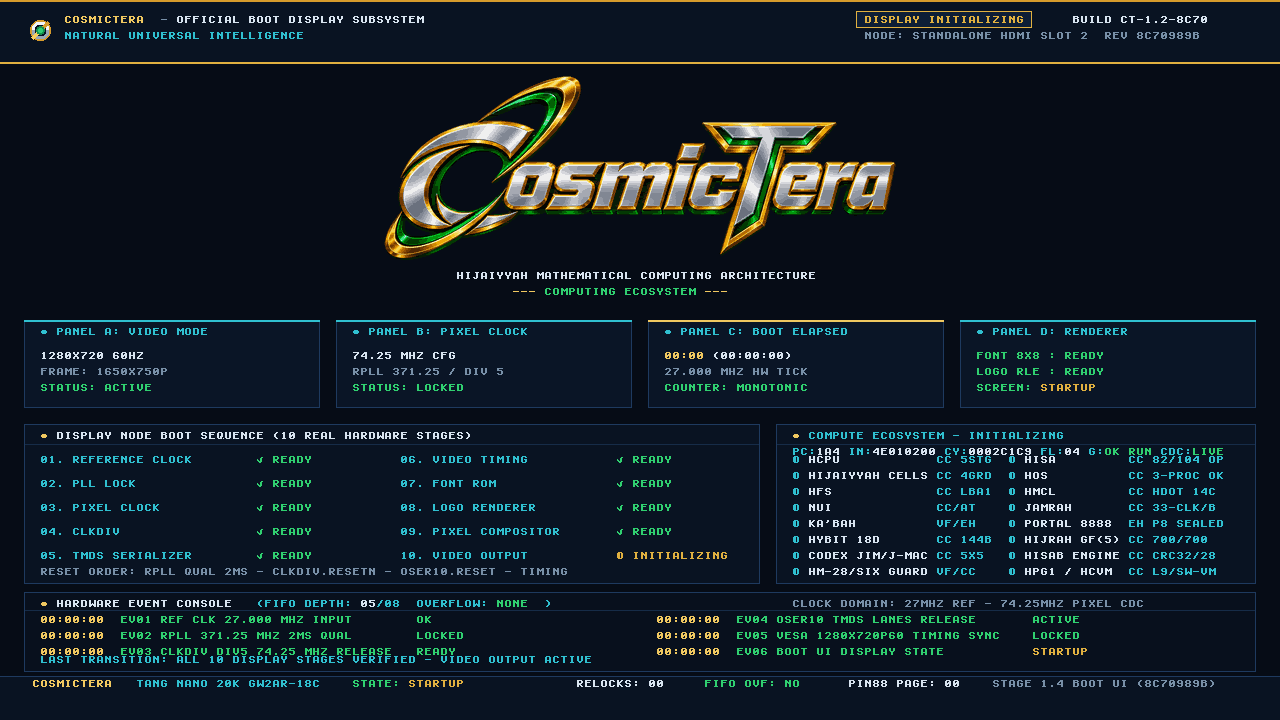 COSMICTERA - OFFICIAL BOOT DISPLAY SUBSYSTEM
NATURAL UNIVERSAL INTELLIGENCE
DISPLAY INITIALIZING BUILD CT-1.2-8C70
NODE: STANDALONE HDMI SLOT 2 REV 8C70989B
CosmicTera
HIJAIYYAH MATHEMATICAL COMPUTING ARCHITECTURE
--- COMPUTING ECOSYSTEM ---
PANEL A: VIDEO MODE
1280X720 60HZ
FRAME: 1650X750P
STATUS: ACTIVE
PANEL B: PIXEL CLOCK
74.25 MHZ CFG
RPLL 371.25 / DIV 5
STATUS: LOCKED
PANEL C: BOOT ELAPSED
00:00 (00:00:00)
27.000 MHZ HW TICK
COUNTER: MONOTONIC
PANEL D: RENDERER
FONT 8X8 : READY
LOGO RLE : READY
SCREEN: STARTUP
DISPLAY NODE BOOT SEQUENCE (10 REAL HARDWARE STAGES)
01. REFERENCE CLOCK ✓ READY 06. VIDEO TIMING ✓ READY
02. PLL LOCK ✓ READY 07. FONT ROM ✓ READY
03. PIXEL CLOCK ✓ READY 08. LOGO RENDERER ✓ READY
04. CLKDIV ✓ READY 09. PIXEL COMPOSITOR ✓ READY
05. TMDS SERIALIZER ✓ READY 10. VIDEO OUTPUT 0 INITIALIZING
RESET ORDER: RPLL QUAL 2MS - CLKDIV.RESETN - OSER10.RESET - TIMING
COMPUTE ECOSYSTEM - INITIALIZING
PC:1A4 IN:4E010200 CY:0002C1C9 FL:04 G:OK RUN CDC:LIVE
0 HCPU CC 5ST6 0 HISA CC 82/104 OP
0 HIJAIYYAH CELLS CC 4GRD 0 HOS CC 3-PROC OK
0 HFS CC LBA1 0 HMCL CC HDOT 14C
0 NUI CC/AT 0 JAMRAH CC 33-CLK/B
0 KA'BAH VF/EH 0 PORTAL 8888 EH P8 SEALED
0 HYBIT 18D CC 144B 0 HIJRAH GF(5) CC 700/700
0 CODEX JIM/J-MAC CC 5X5 0 HISAB ENGINE CC CRC32/28
0 HM-28/SIX GUARD VF/CC 0 HPG1 / HCVM CC L9/SW-VM
HARDWARE EVENT CONSOLE (FIFO DEPTH: 05/08 OVERFLOW: NONE ) CLOCK DOMAIN: 27MHZ REF - 74.25MHZ PIXEL CDC
00:00:00 EV01 REF CLK 27.000 MHZ INPUT OK 00:00:00 EV04 OSER10 TMDS LANES RELEASE ACTIVE
00:00:00 EV02 RPLL 371.25 MHZ 2MS QUAL LOCKED 00:00:00 EV05 VESA 1280X720P60 TIMING SYNC LOCKED
00:00:00 EV03 CLKDIV DIV5 74.25 MHZ RELEASE READY 00:00:00 EV06 BOOT UI DISPLAY STATE STARTUP
LAST TRANSITION: ALL 10 DISPLAY STAGES VERIFIED - VIDEO OUTPUT ACTIVE
COSMICTERA TANG NANO 20K GW2AR-18C STATE: STARTUP RELOCKS: 00 FIFO OVF: NO PIN88 PAGE: 00 STAGE 1.4 BOOT UI (8C70989B)